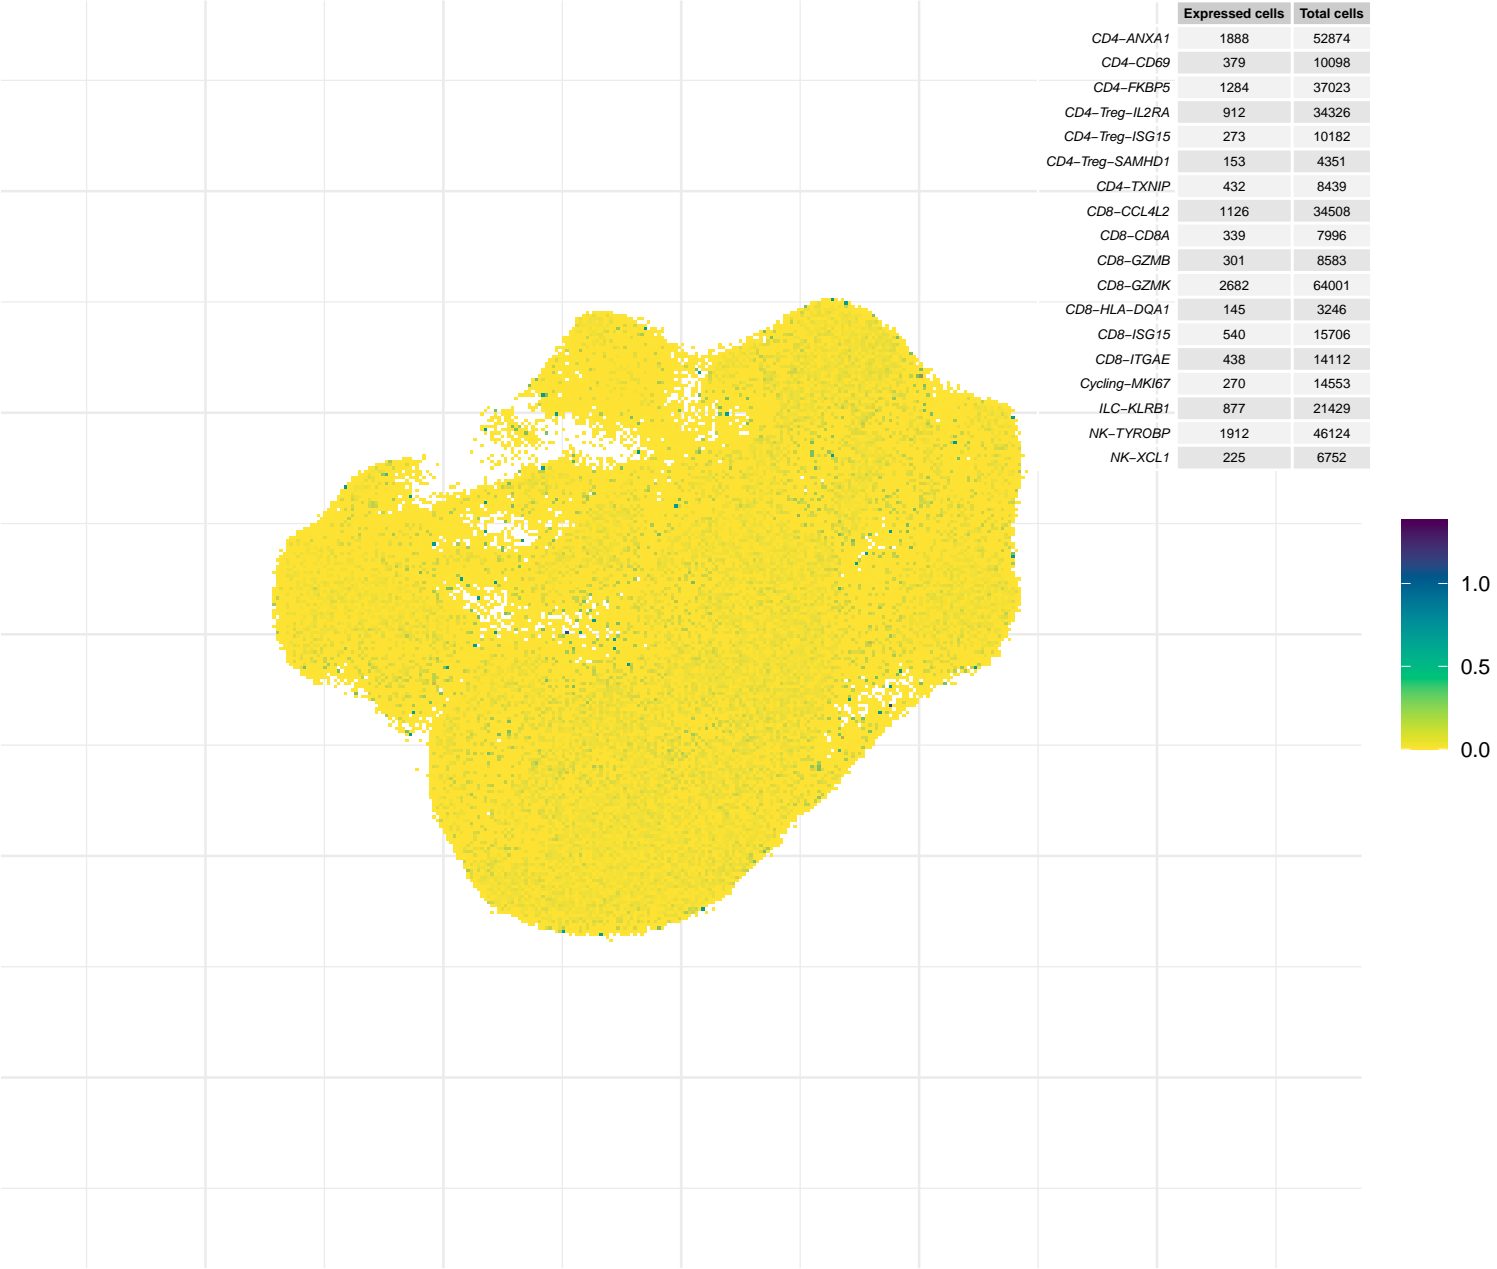 Expressed cells Total cells
CD4−ANXA1 1888 52874
CD4−CD69 379 10098
CD4−FKBP5 1284 37023
CD4−Treg−IL2RA 912 34326
CD4−Treg−ISG15 273 10182
CD4−Treg−SAMHD1 153 4351
CD4−TXNIP 432 8439
CD8−CCL4L2 1126 34508
CD8−CD8A 339 7996
CD8−GZMB 301 8583
CD8−GZMK 2682 64001
CD8−HLA−DQA1 145 3246
CD8−ISG15 540 15706
CD8−ITGAE 438 14112
Cycling−MKI67 270 14553
ILC−KLRB1 877 21429
NK−TYROBP 1912 46124
NK−XCL1 225 6752
1.0
0.5
0.0